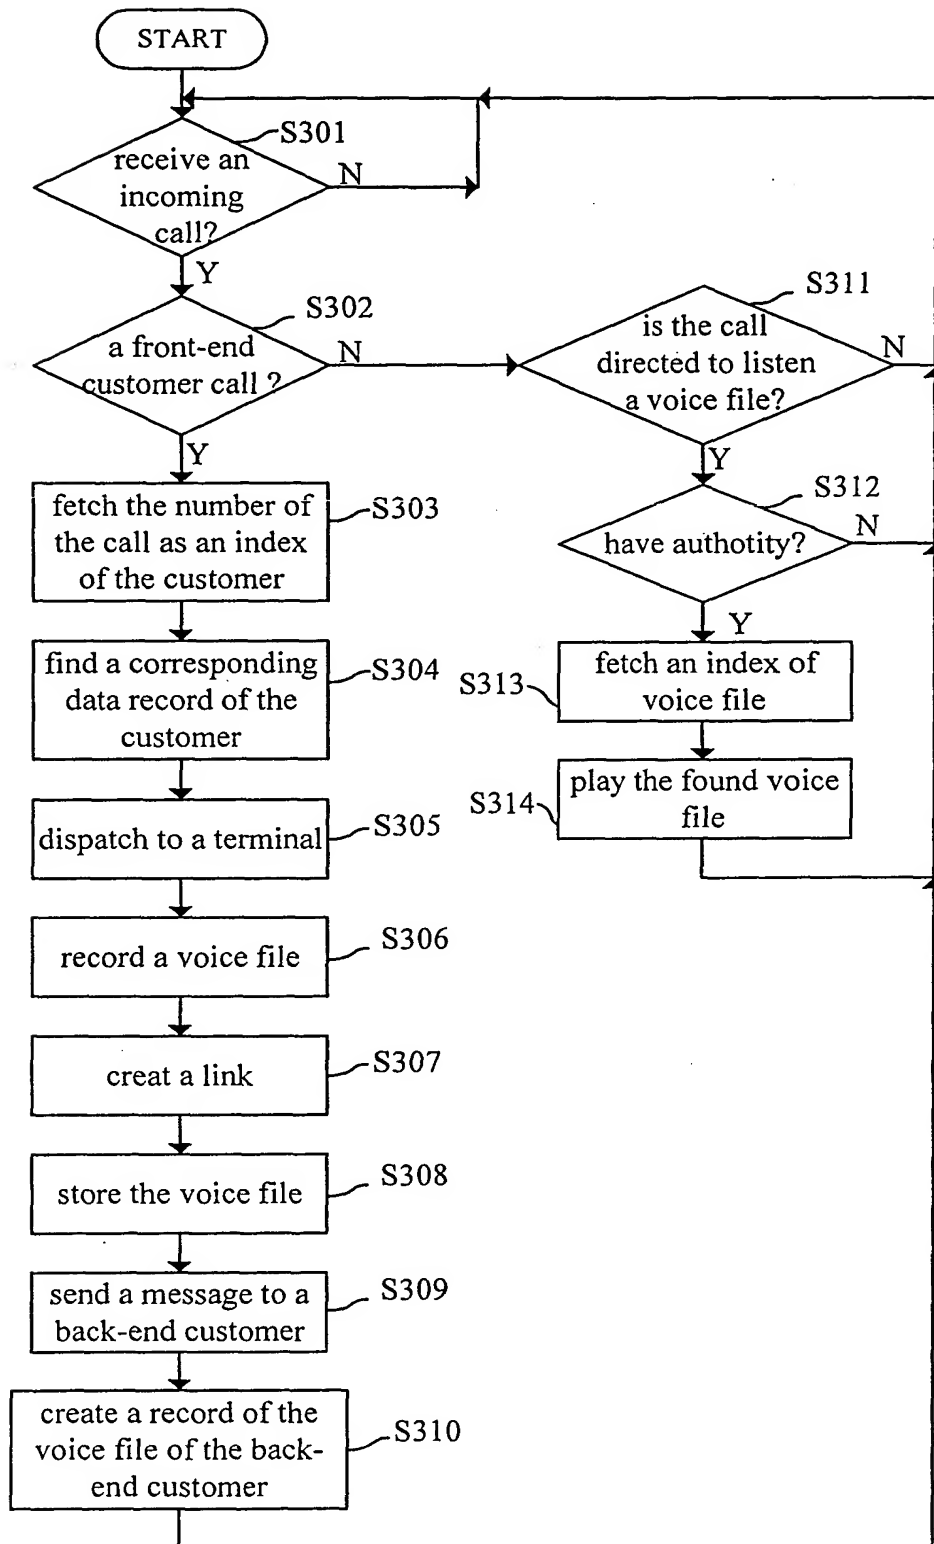 START
S301
receive an
incoming
call?
N
Y
S302
a front-end
customer call ?
N
Y
S311
is the call
directed to listen
a voice file?
N
Y
S312
have authotity?
N
Y
S303
fetch the number of
the call as an index
of the customer
S304
find a corresponding
data record of the
customer
S305
dispatch to a terminal
S306
record a voice file
S307
creat a link
S308
store the voice file
S309
send a message to a
back-end customer
S310
create a record of the
voice file of the back-
end customer
S313
fetch an index of
voice file
S314
play the found voice
file